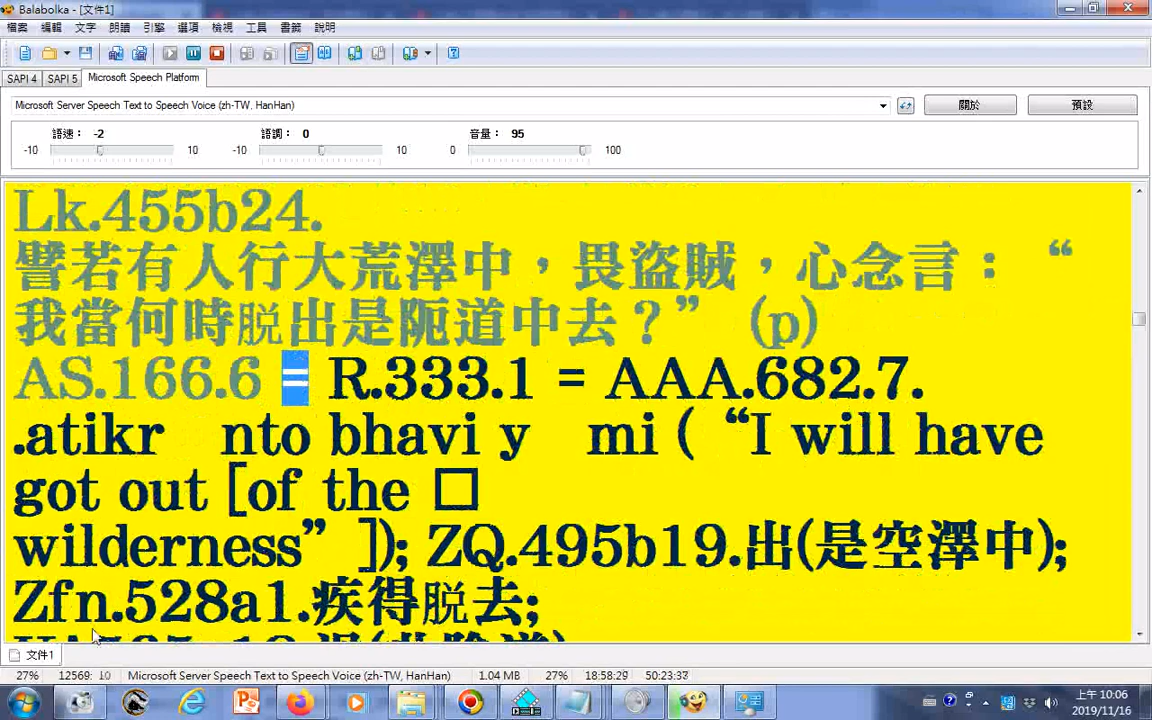 Balabolka - [文件1]
檔案 編輯 文字 朗讀 引擎 選項 檢視 工具 書籤 說明
SAPI 4 SAPI 5 Microsoft Speech Platform
Microsoft Server Speech Text to Speech Voice (zh-TW, HanHan) 關於 預設
語速： -2 語調： 0 音量： 95
-10 10 -10 10 0 100
Lk.455b24.
譬若有人行大荒澤中，畏盜賊，心念言：“
我當何時脱出是阨道中去？” (p)
AS.166.6 = R.333.1 = AAA.682.7.
.atikr nto bhavi y mi (“I will have
got out [of the □
wilderness” ]); ZQ.495b19.出(是空澤中);
Zfn.528a1.疾得脱去;
文件1
27% 12569: 10 Microsoft Server Speech Text to Speech Voice (zh-TW, HanHan) 1.04 MB 27% 18:58:29 50:23:37
上午 10:06
2019/11/16